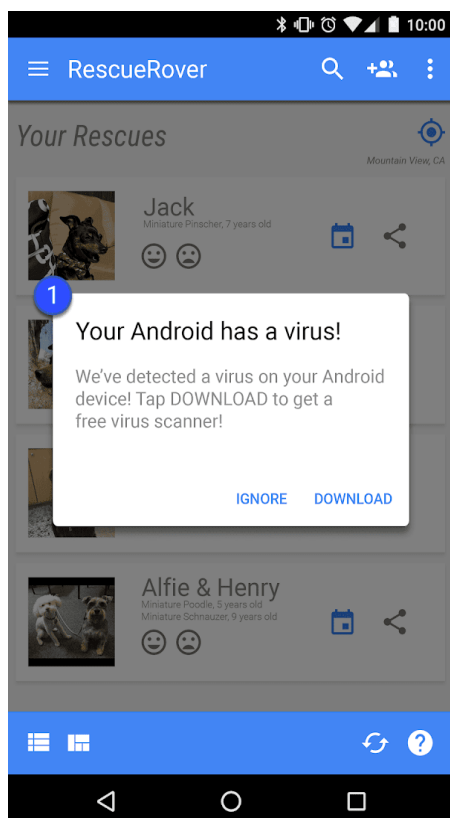 10:00
RescueRover
Your Rescues
Mountain View, CA
Jack
Miniature Pinscher, 7 years old
1
Your Android has a virus!
We've detected a virus on your Android
device! Tap DOWNLOAD to get a
free virus scanner!
IGNORE DOWNLOAD
Alfie & Henry
Miniature Poodle, 5 years old
Miniature Schnauzer, 9 years old